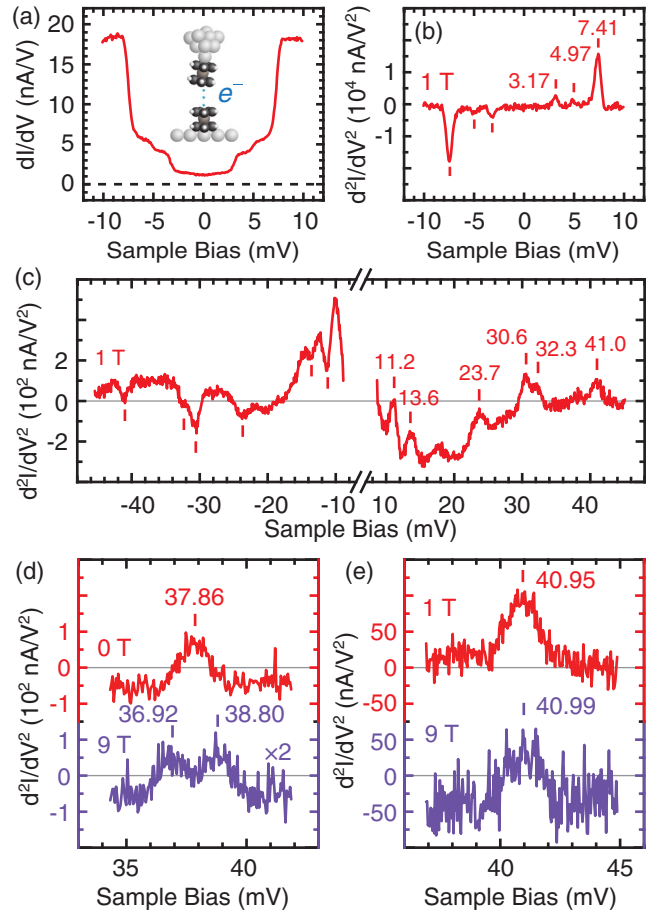 (a)
dI/dV (nA/V)
20
15
10
5
0
e⁻
-10 -5 0 5 10
Sample Bias (mV)
(b)
d²I/dV² (10⁴ nA/V²)
1
0
-1
1 T
3.17
4.97
7.41
-10 -5 0 5 10
Sample Bias (mV)
(c)
d²I/dV² (10² nA/V²)
2
0
-2
1 T
11.2
13.6
23.7
30.6
32.3
41.0
-40 -30 -20 -10 10 20 30 40
Sample Bias (mV)
(d)
d²I/dV² (10² nA/V²)
1
0
-1
0 T
37.86
1
0
-1
9 T
36.92
38.80
×2
35 40
Sample Bias (mV)
(e)
d²I/dV² (nA/V²)
50
0
-50
1 T
40.95
50
0
-50
9 T
40.99
40 45
Sample Bias (mV)